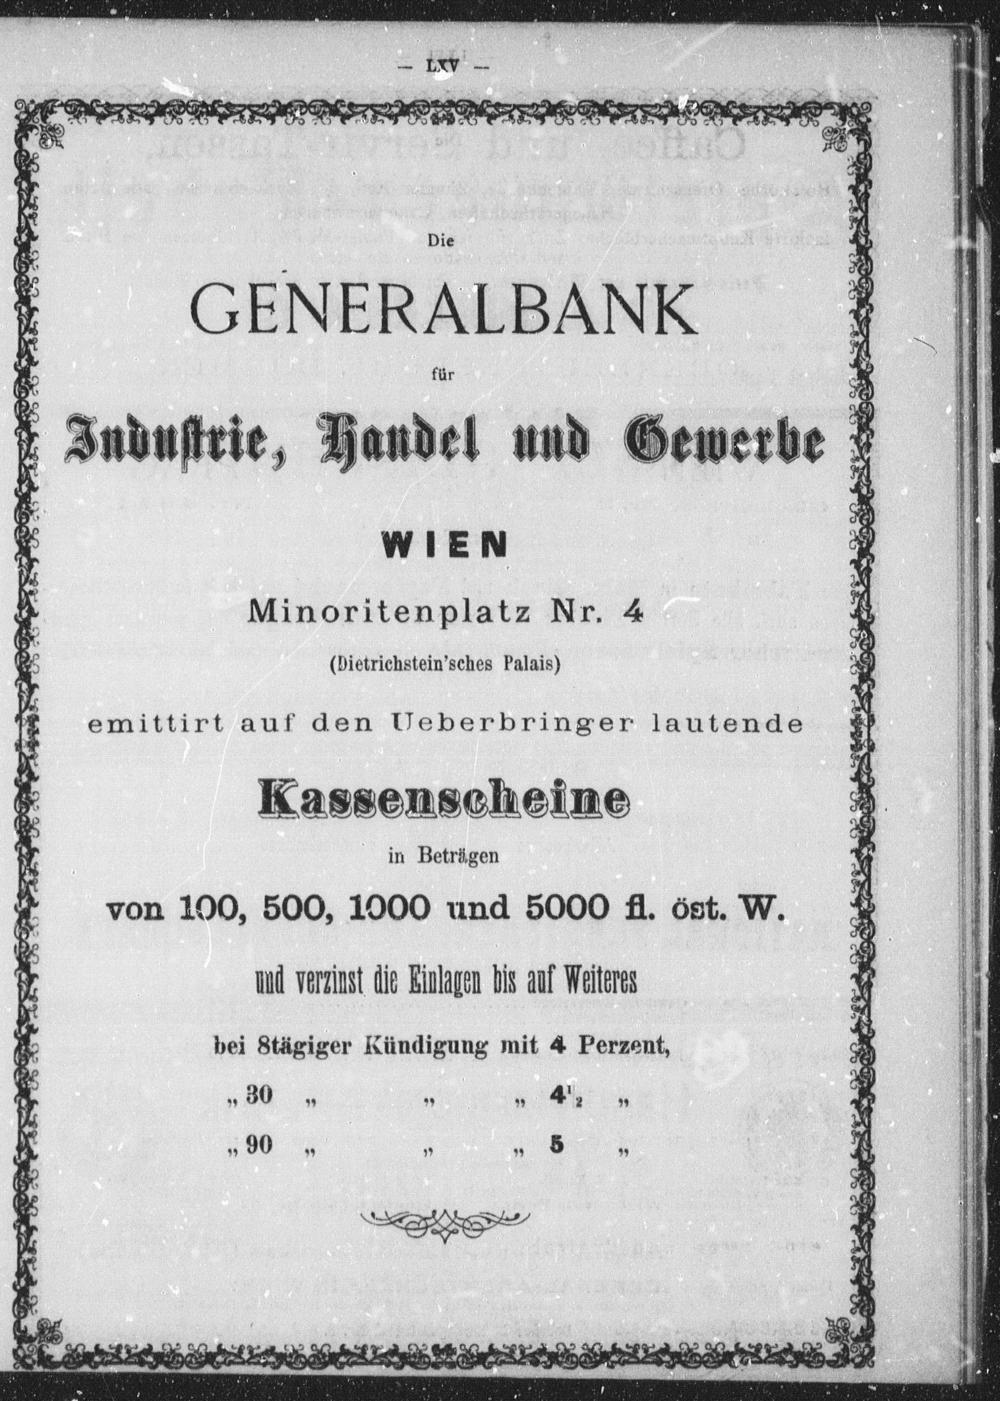 — LXV —
Die
GENERALBANK
für
Industrie, Handel und Gewerbe
WIEN
Minoritenplatz Nr. 4
(Dietrichstein'sches Palais)
emittirt auf den Ueberbringer lautende
Kassenscheine
in Beträgen
von 100, 500, 1000 und 5000 fl. öst. W.
und verzinst die Einlagen bis auf Weiteres
bei 8tägiger Kündigung mit 4 Perzent,
„ 30 „ „ „ 4½ „
„ 90 „ „ „ 5 „